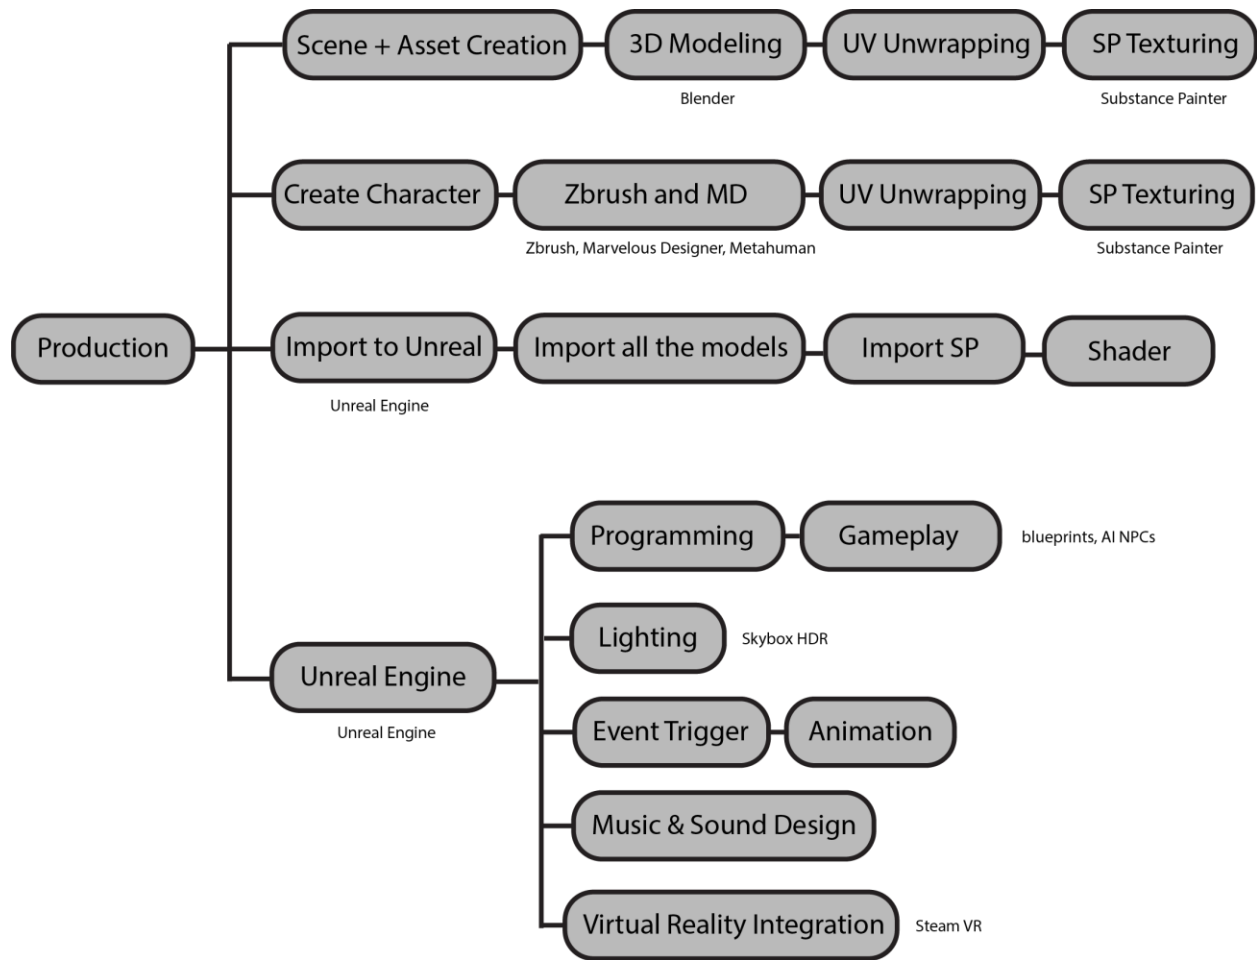 Scene + Asset Creation
3D Modeling
UV Unwrapping
SP Texturing
Blender
Substance Painter
Create Character
Zbrush and MD
UV Unwrapping
SP Texturing
Zbrush, Marvelous Designer, Metahuman
Substance Painter
Production
Import to Unreal
Import all the models
Import SP
Shader
Unreal Engine
Programming
Gameplay
blueprints, AI NPCs
Lighting
Skybox HDR
Unreal Engine
Unreal Engine
Event Trigger
Animation
Music & Sound Design
Virtual Reality Integration
Steam VR